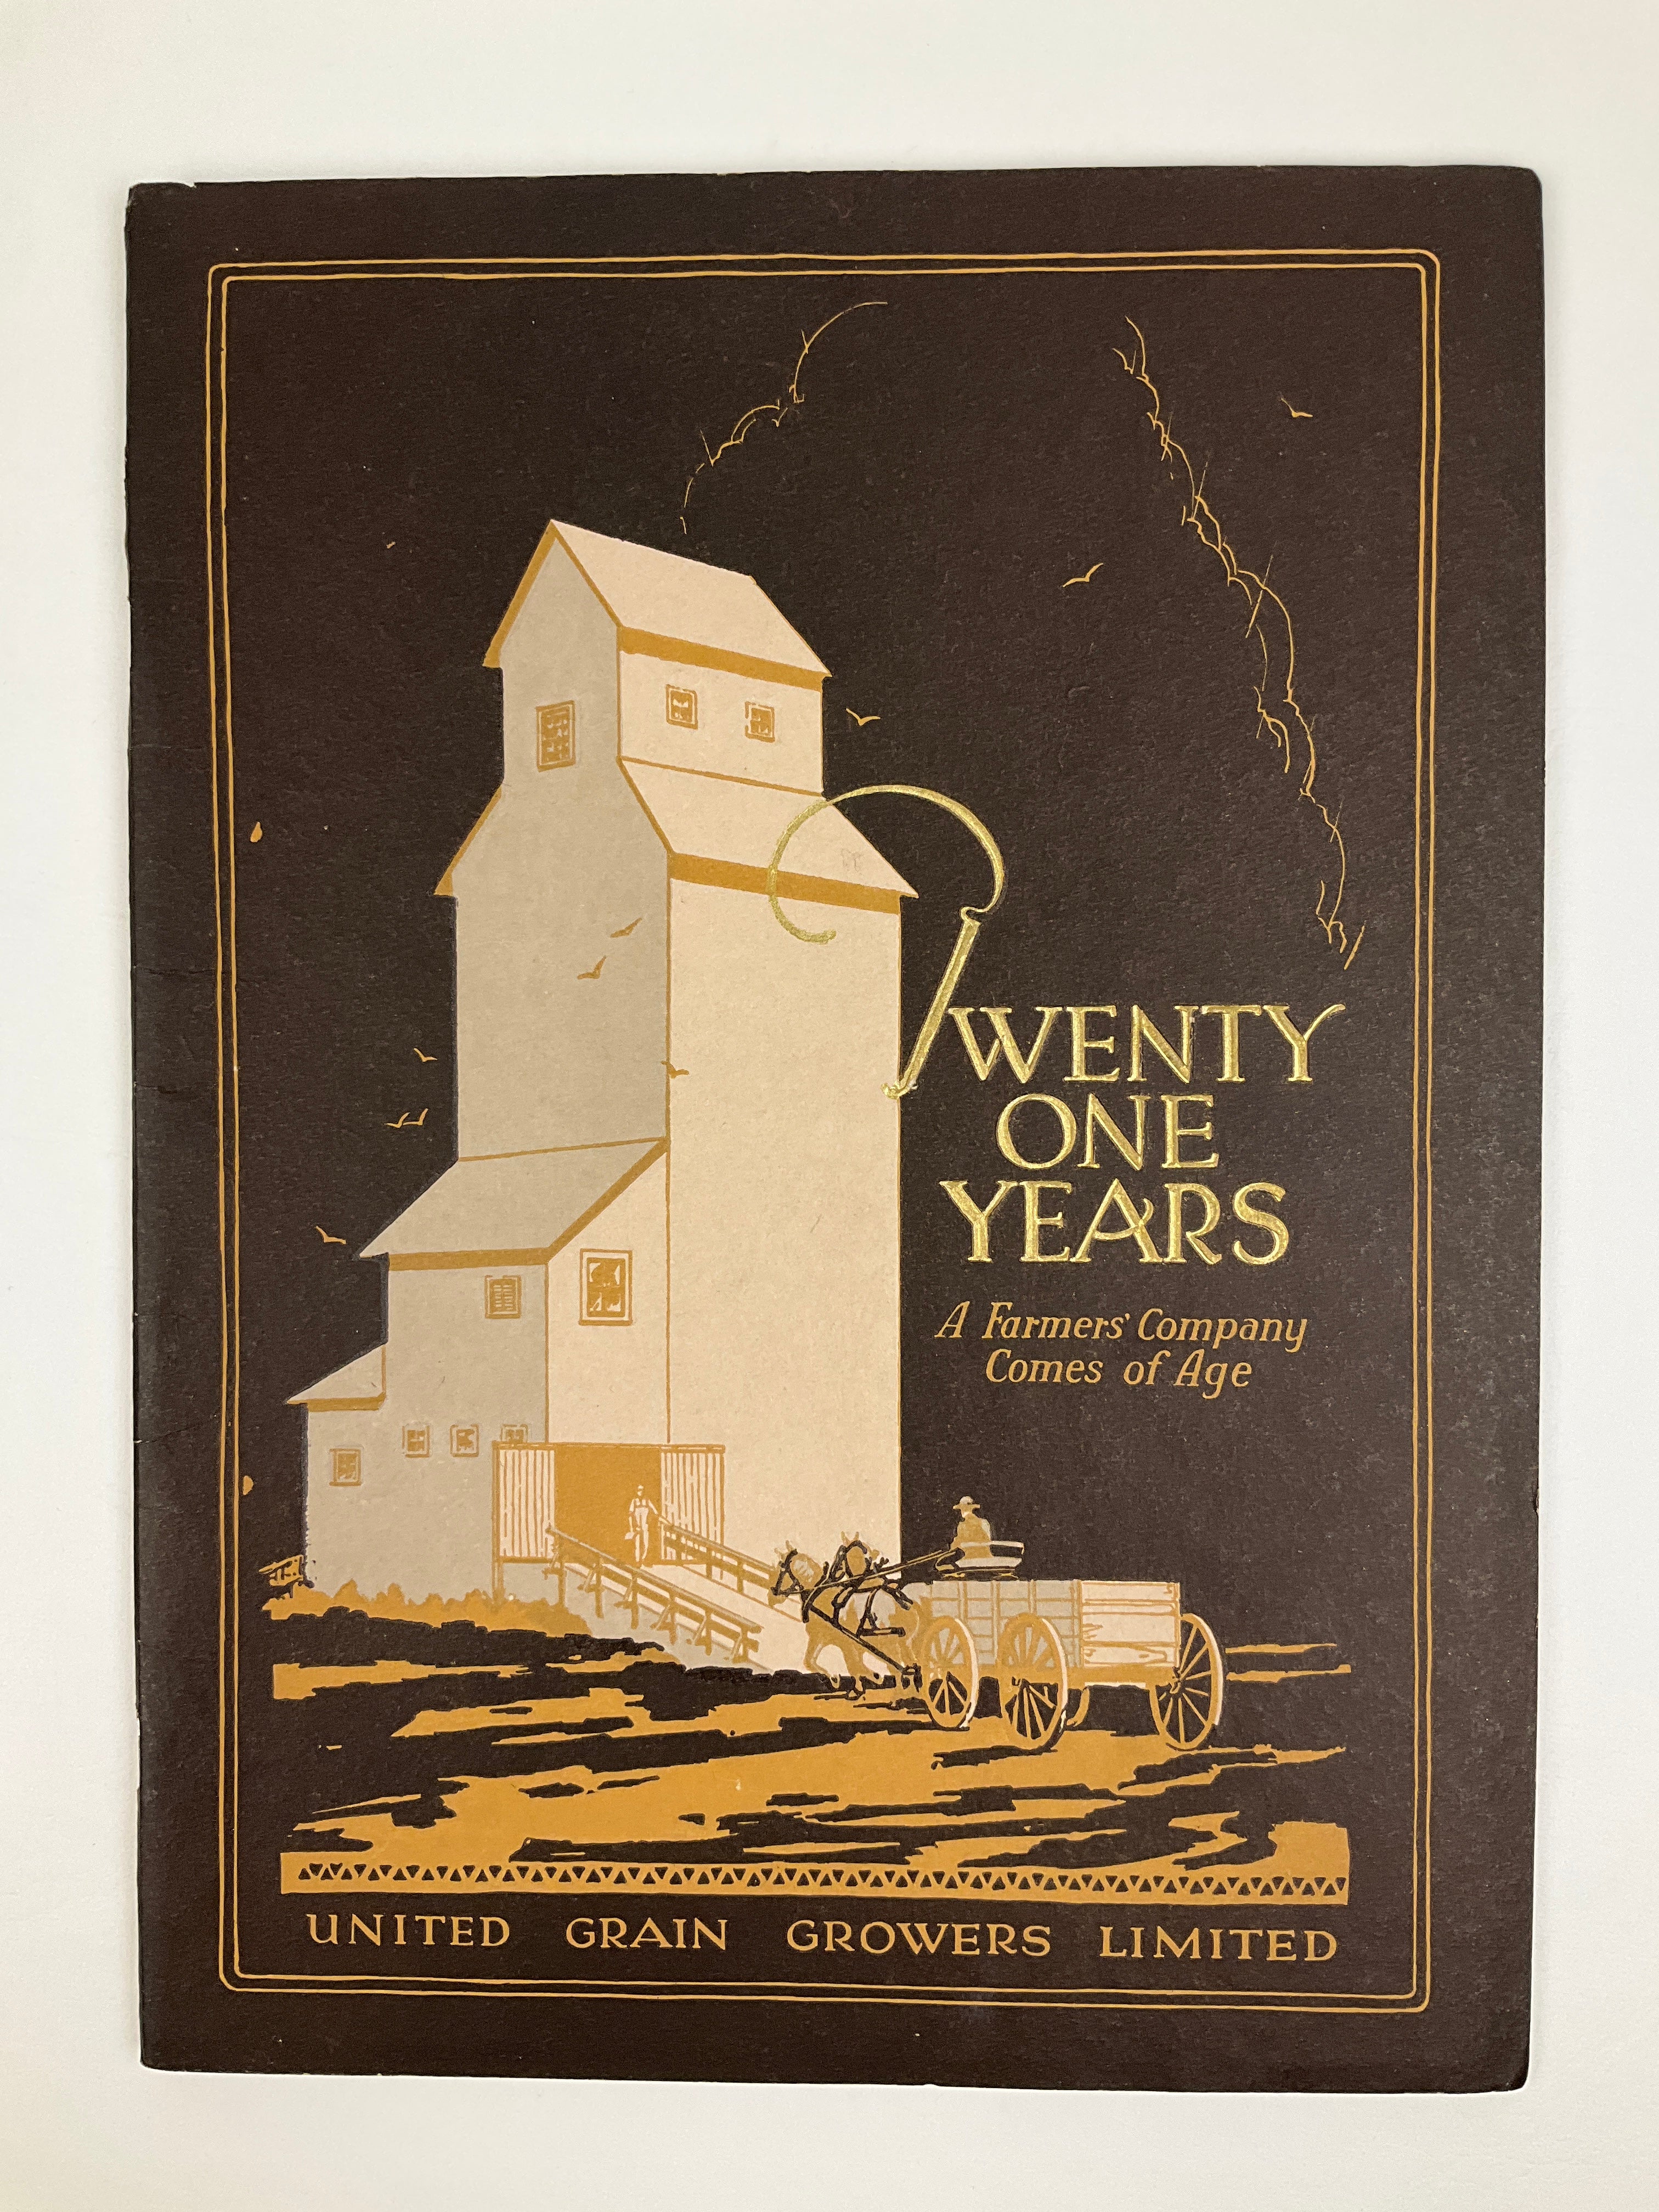 TWENTY
ONE
YEARS
A Farmers' Company
Comes of Age
UNITED GRAIN GROWERS LIMITED